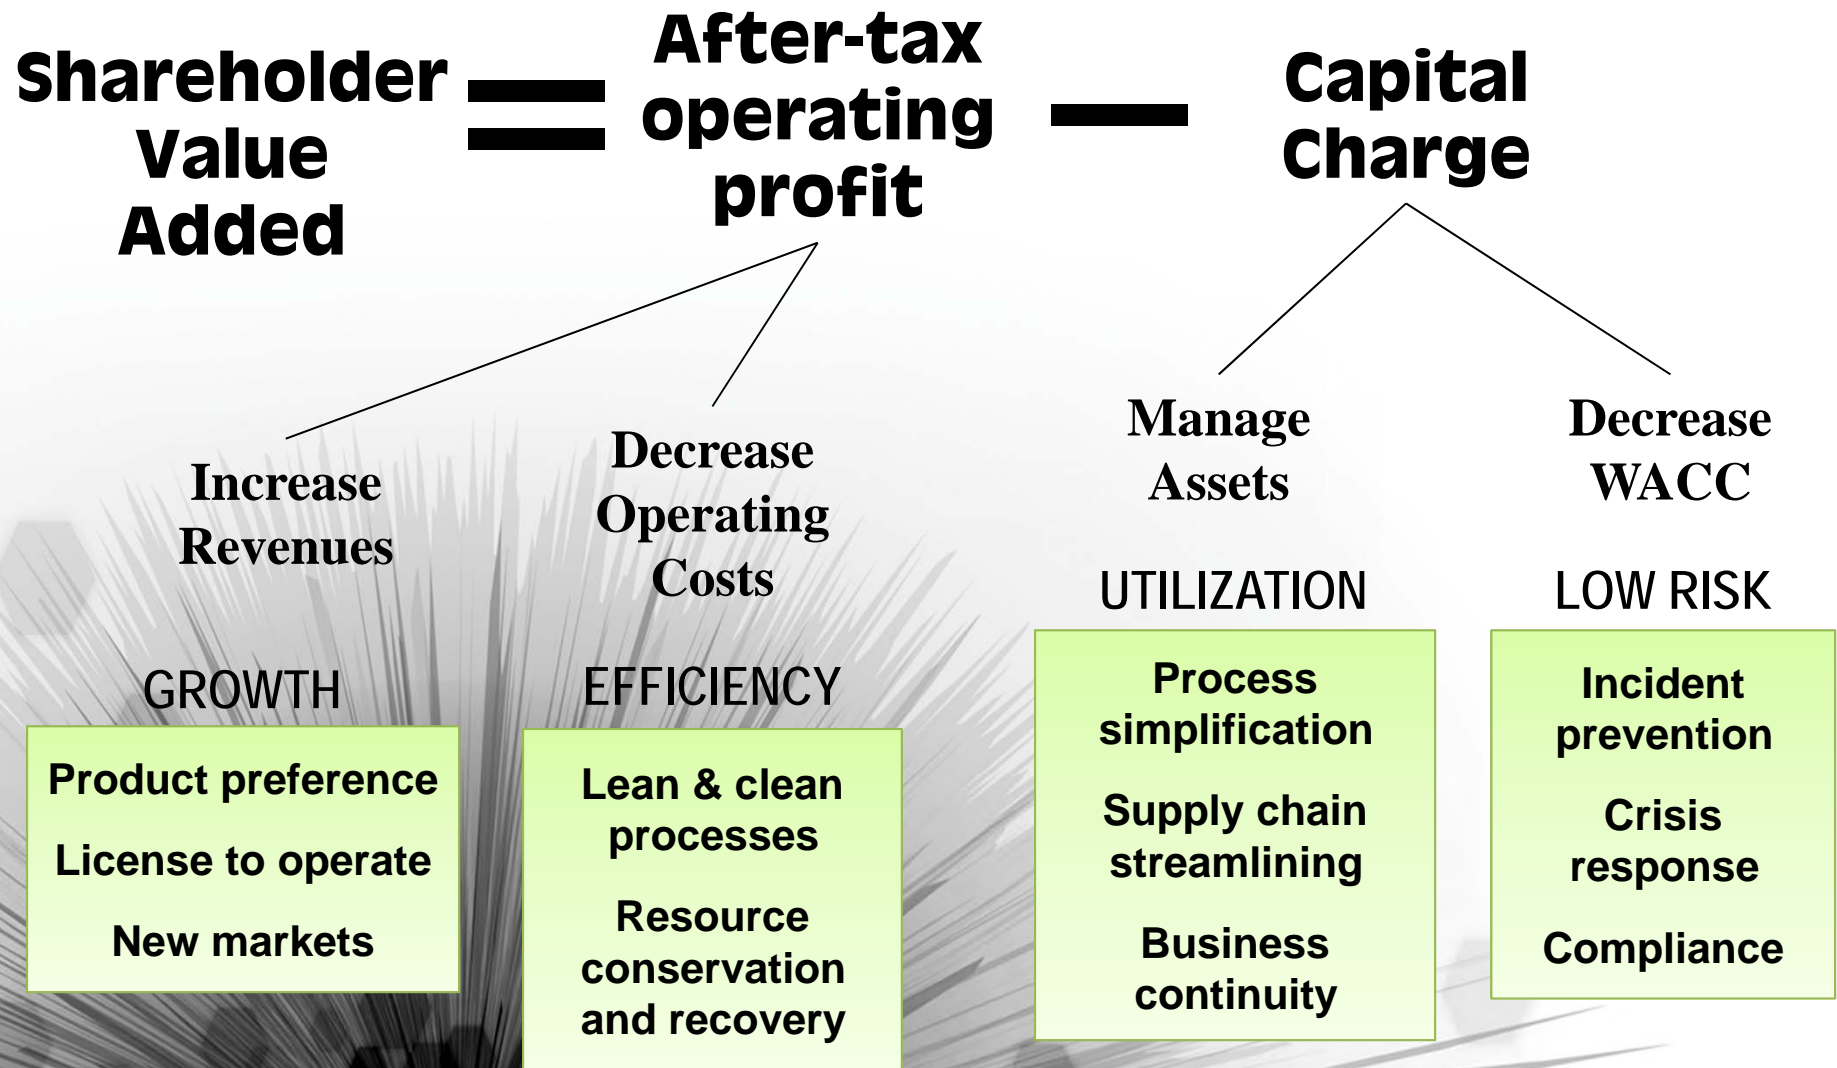 Shareholder
Value
Added
=
After-tax
operating
profit
—
Capital
Charge
Increase
Revenues
GROWTH
Product preference
License to operate
New markets
Decrease
Operating
Costs
EFFICIENCY
Lean & clean
processes
Resource
conservation
and recovery
Manage
Assets
UTILIZATION
Process
simplification
Supply chain
streamlining
Business
continuity
Decrease
WACC
LOW RISK
Incident
prevention
Crisis
response
Compliance